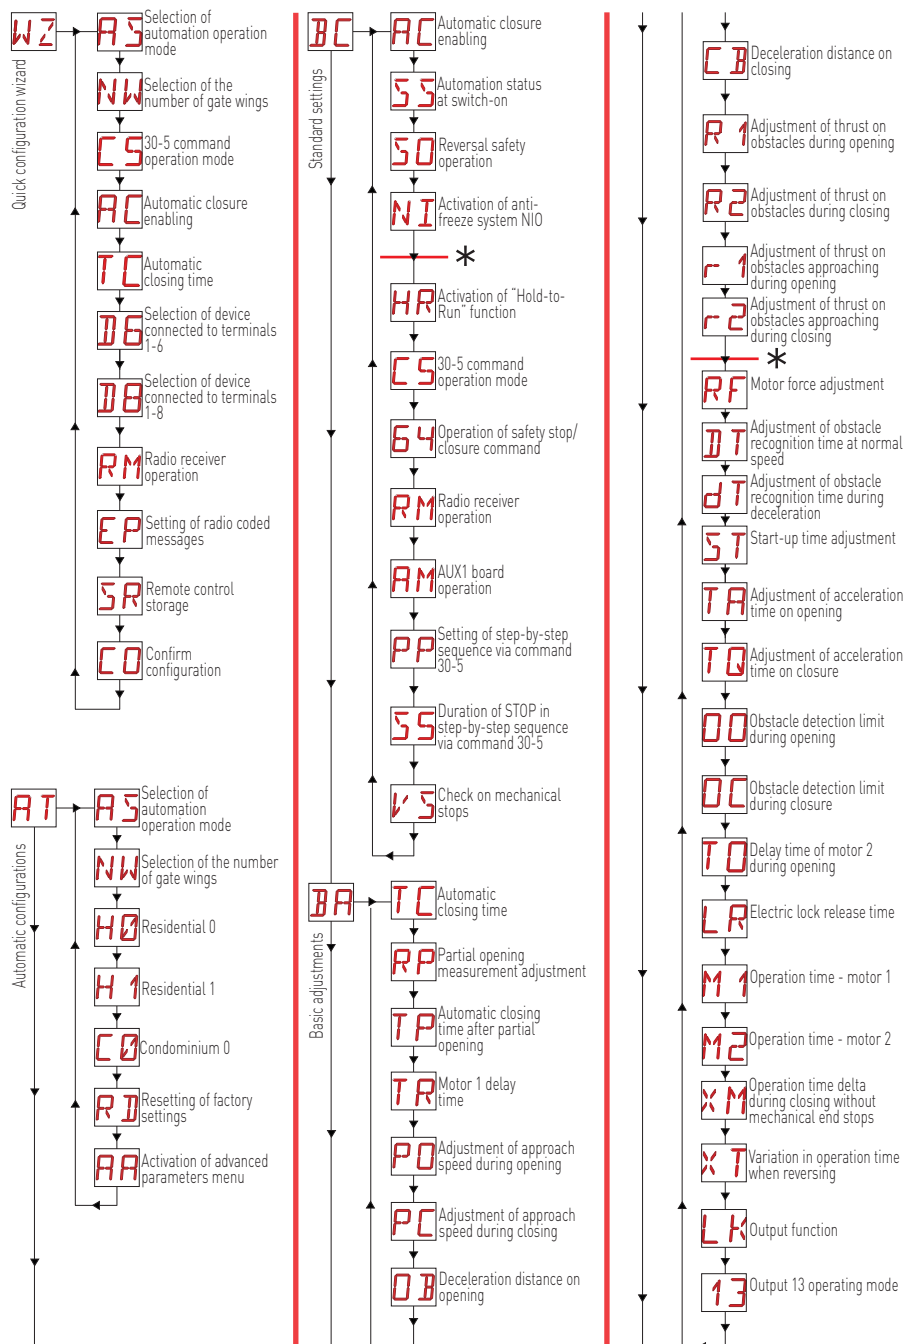 WZ
Quick configuration wizard
AS
Selection of
automation operation
mode
NW
Selection of the
number of gate wings
CS
30-5 command
operation mode
AC
Automatic closure
enabling
TC
Automatic
closing time
D6
Selection of device
connected to terminals
1-6
D8
Selection of device
connected to terminals
1-8
RM
Radio receiver
operation
EP
Setting of radio coded
messages
SR
Remote control
storage
CO
Confirm
configuration
AT
Automatic configurations
AS
Selection of
automation
operation mode
NW
Selection of the number
of gate wings
H0
Residential 0
H1
Residential 1
C0
Condominium 0
RD
Resetting of factory
settings
AA
Activation of advanced
parameters menu
BC
Standard settings
AC
Automatic closure
enabling
SS
Automation status
at switch-on
SO
Reversal safety
operation
NI
Activation of anti-
freeze system NIO
*
HR
Activation of "Hold-to-
Run" function
CS
30-5 command
operation mode
64
Operation of safety stop/
closure command
RM
Radio receiver
operation
AM
AUX1 board
operation
PP
Setting of step-by-step
sequence via command
30-5
S5
Duration of STOP in
step-by-step sequence
via command 30-5
VS
Check on mechanical
stops
BA
Basic adjustments
TC
Automatic
closing time
RP
Partial opening
measurement adjustment
TP
Automatic closing
time after partial
opening
TR
Motor 1 delay
time
PO
Adjustment of approach
speed during opening
PC
Adjustment of approach
speed during closing
OB
Deceleration distance on
opening
CB
Deceleration distance on
closing
R1
Adjustment of thrust on
obstacles during opening
R2
Adjustment of thrust on
obstacles during closing
r1
Adjustment of thrust on
obstacles approaching
during opening
r2
Adjustment of thrust on
obstacles approaching
during closing
*
RF
Motor force adjustment
DT
Adjustment of obstacle
recognition time at normal
speed
dT
Adjustment of obstacle
recognition time during
deceleration
ST
Start-up time adjustment
TA
Adjustment of acceleration
time on opening
TQ
Adjustment of acceleration
time on closure
OO
Obstacle detection limit
during opening
OC
Obstacle detection limit
during closure
TO
Delay time of motor 2
during opening
LR
Electric lock release time
M1
Operation time - motor 1
M2
Operation time - motor 2
XM
Operation time delta
during closing without
mechanical end stops
XT
Variation in operation time
when reversing
LK
Output function
13
Output 13 operating mode